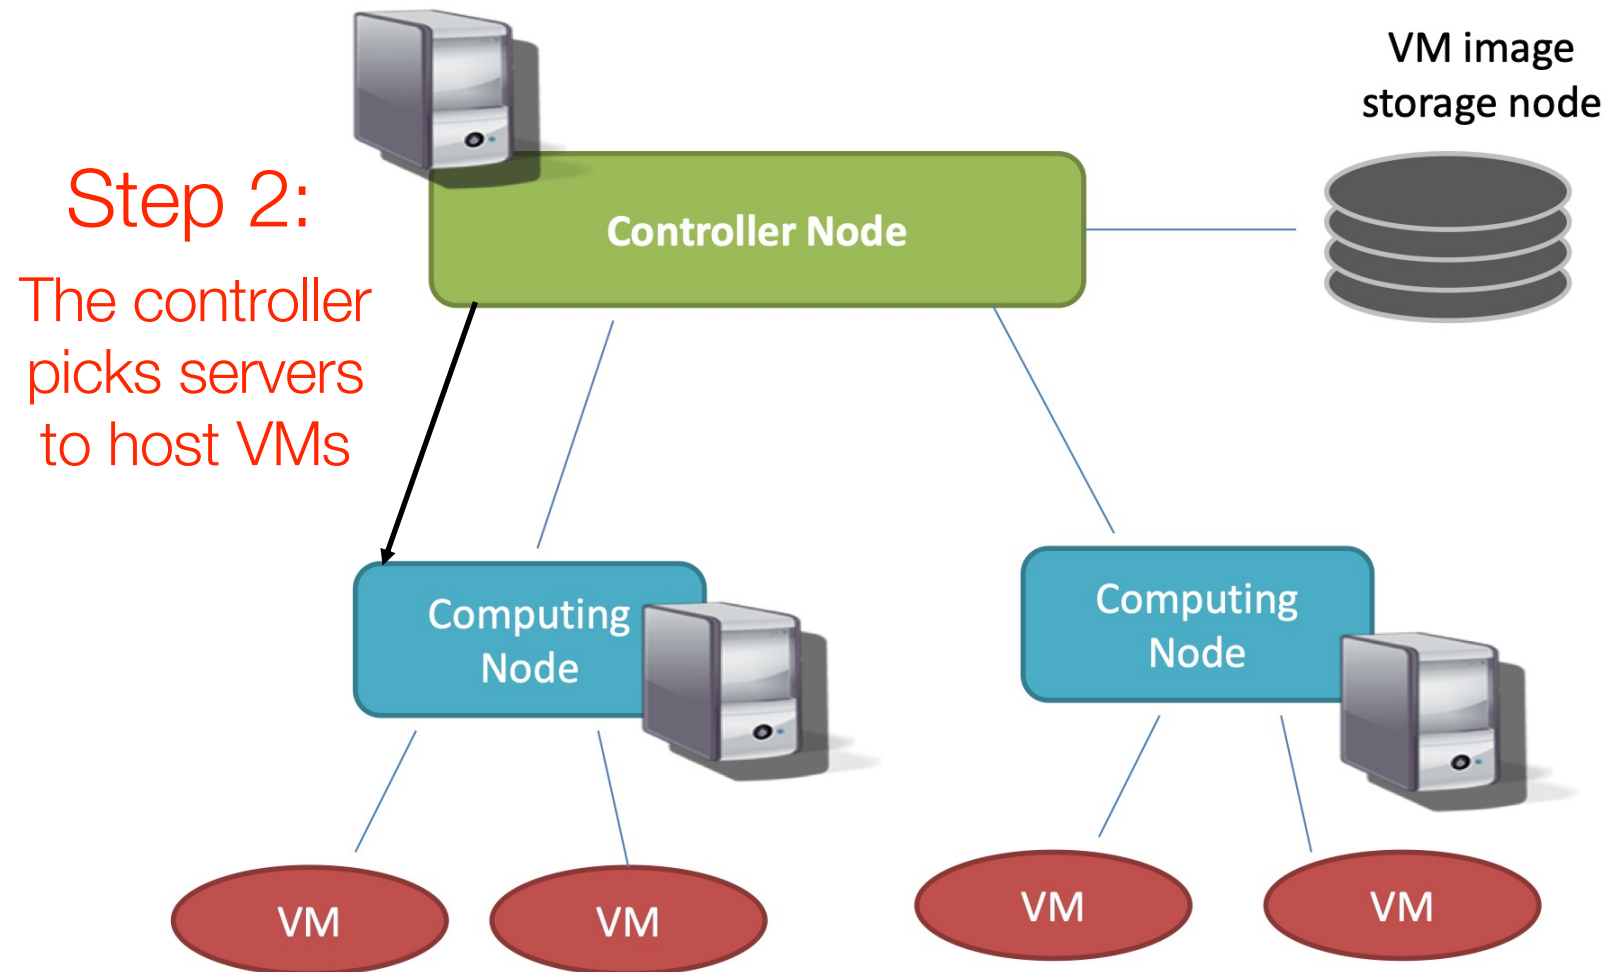 VM image
storage node
Step 2:
The controller
picks servers
to host VMs
Controller Node
Computing
Node
Computing
Node
VM
VM
VM
VM